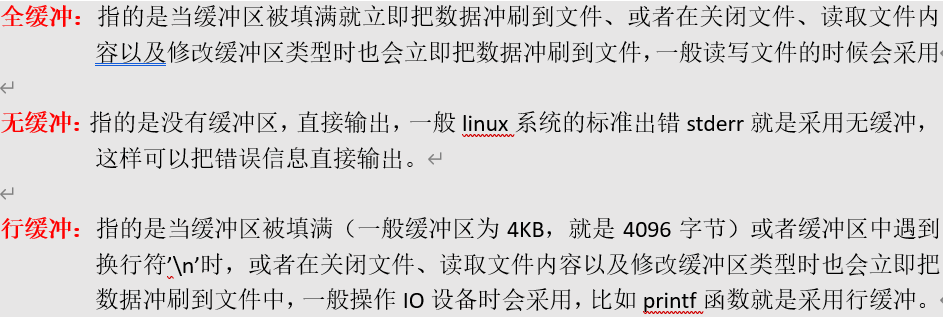 全缓冲：指的是当缓冲区被填满就立即把数据冲刷到文件、或者在关闭文件、读取文件内
容以及修改缓冲区类型时也会立即把数据冲刷到文件，一般读写文件的时候会采用
无缓冲：指的是没有缓冲区，直接输出，一般 linux 系统的标准出错 stderr 就是采用无缓冲，
这样可以把错误信息直接输出。
行缓冲：指的是当缓冲区被填满（一般缓冲区为 4KB，就是 4096 字节）或者缓冲区中遇到
换行符’\n’时，或者在关闭文件、读取文件内容以及修改缓冲区类型时也会立即把
数据冲刷到文件中，一般操作 IO 设备时会采用，比如 printf 函数就是采用行缓冲。